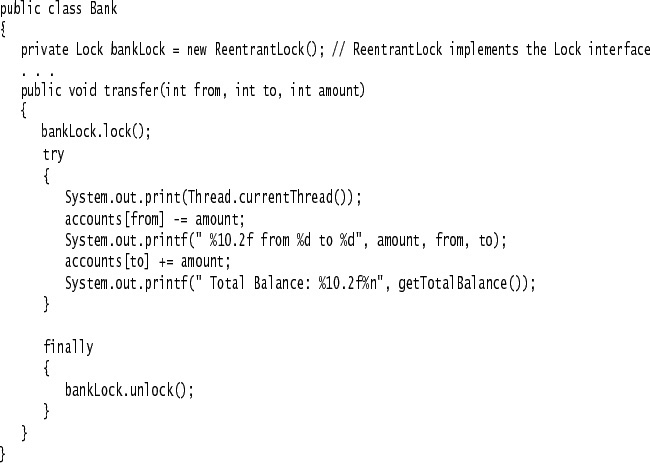 public class Bank
{
private Lock bankLock = new ReentrantLock(); // ReentrantLock implements the Lock interface
. . .
public void transfer(int from, int to, int amount)
{
bankLock.lock();
try
{
System.out.print(Thread.currentThread());
accounts[from] -= amount;
System.out.printf(" %10.2f from %d to %d", amount, from, to);
accounts[to] += amount;
System.out.printf(" Total Balance: %10.2f%n", getTotalBalance());
}
finally
{
bankLock.unlock();
}
}
}